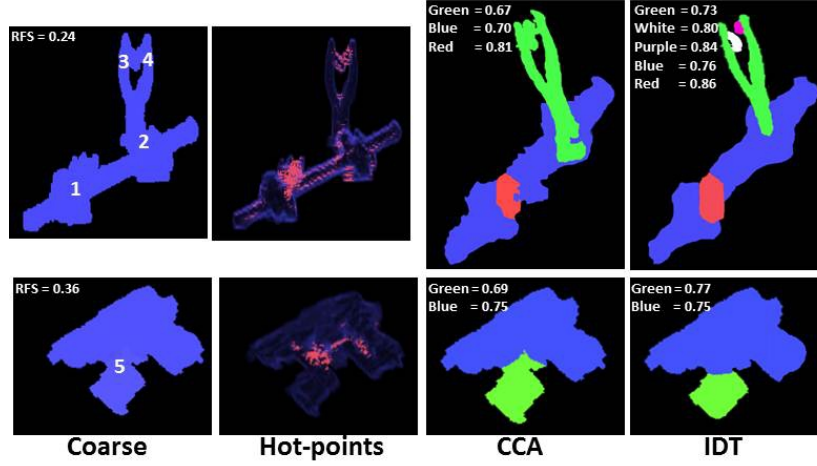 RFS = 0.24
3 4
2
1
Green = 0.67
Blue = 0.70
Red = 0.81
Green = 0.73
White = 0.80
Purple = 0.84
Blue = 0.76
Red = 0.86
RFS = 0.36
5
Green = 0.69
Blue = 0.75
Green = 0.77
Blue = 0.75
Coarse
Hot-points
CCA
IDT